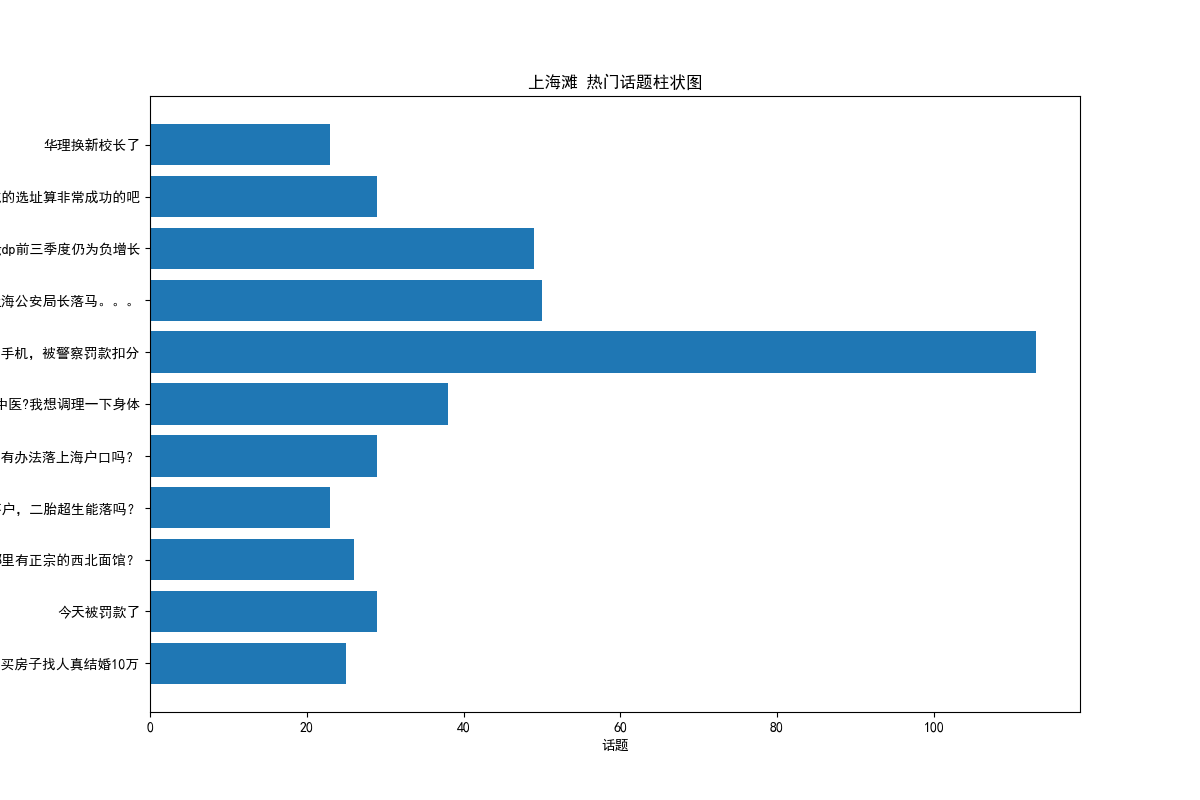 上海滩 热门话题柱状图
华理换新校长了
的选址算非常成功的吧
dp前三季度仍为负增长
海公安局长落马。。。
手机，被警察罚款扣分
中医?我想调理一下身体
有办法落上海户口吗？
户，二胎超生能落吗？
里有正宗的西北面馆？
今天被罚款了
买房子找人真结婚10万
0 20 40 60 80 100
话题